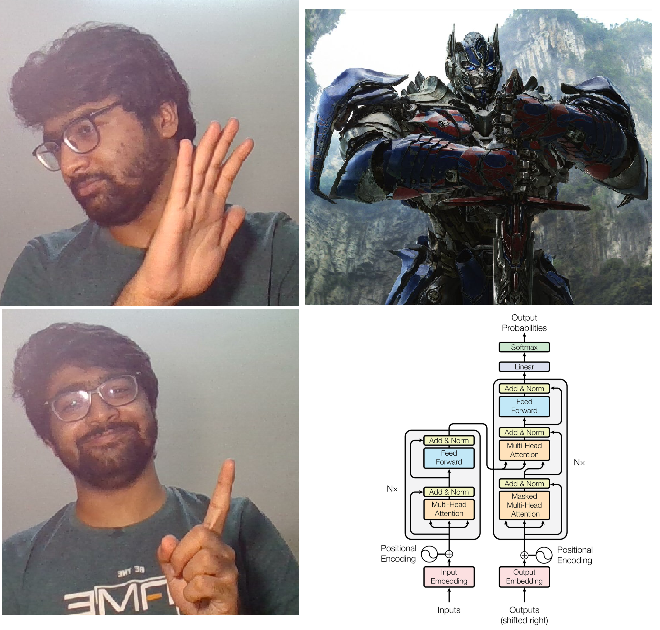 Output
Probabilities
Softmax
Linear
Add & Norm
Feed
Forward
Add & Norm
Multi-Head
Attention
Add & Norm
Feed
Forward
N×
Add & Norm
Masked
Multi-Head
Attention
N×
Add & Norm
Multi-Head
Attention
Positional
Encoding
Positional
Encoding
Input
Embedding
Output
Embedding
Inputs
Outputs
(shifted right)